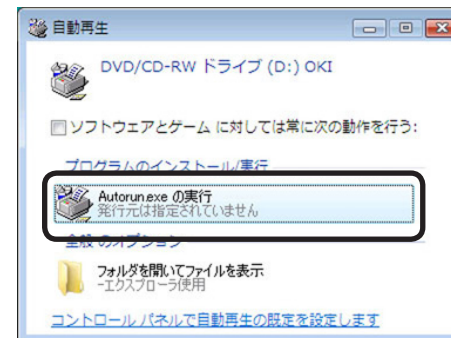 自動再生
DVD/CD-RW ドライブ (D:) OKI
ソフトウェアとゲーム に対しては常に次の動作を行う:
プログラムのインストール/実行
Autorun.exe の実行
発行元は指定されていません
全般 のオプション
フォルダを開いてファイルを表示
-エクスプローラ使用
コントロール パネルで自動再生の既定を設定します